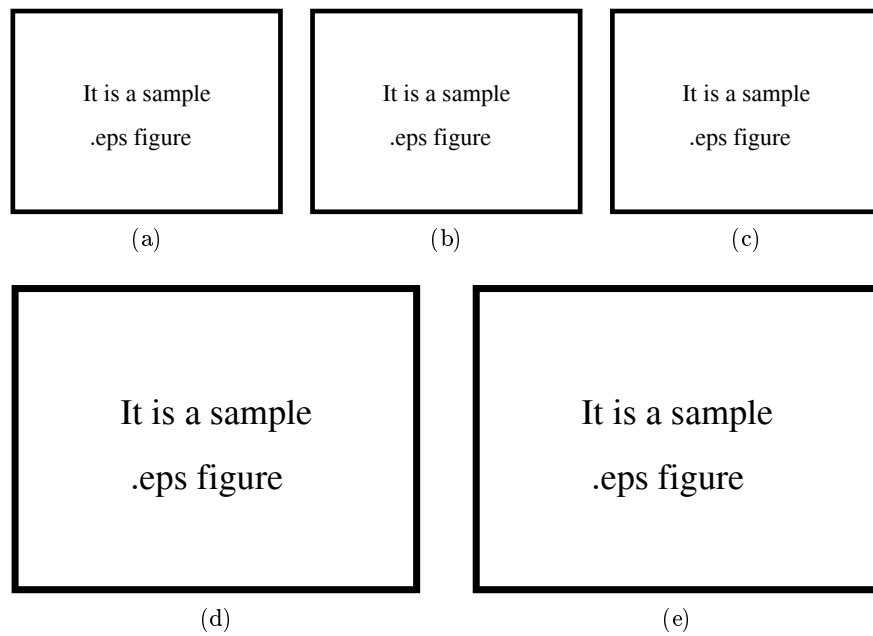 It is a sample
.eps figure
(a)
It is a sample
.eps figure
(b)
It is a sample
.eps figure
(c)
It is a sample
.eps figure
(d)
It is a sample
.eps figure
(e)